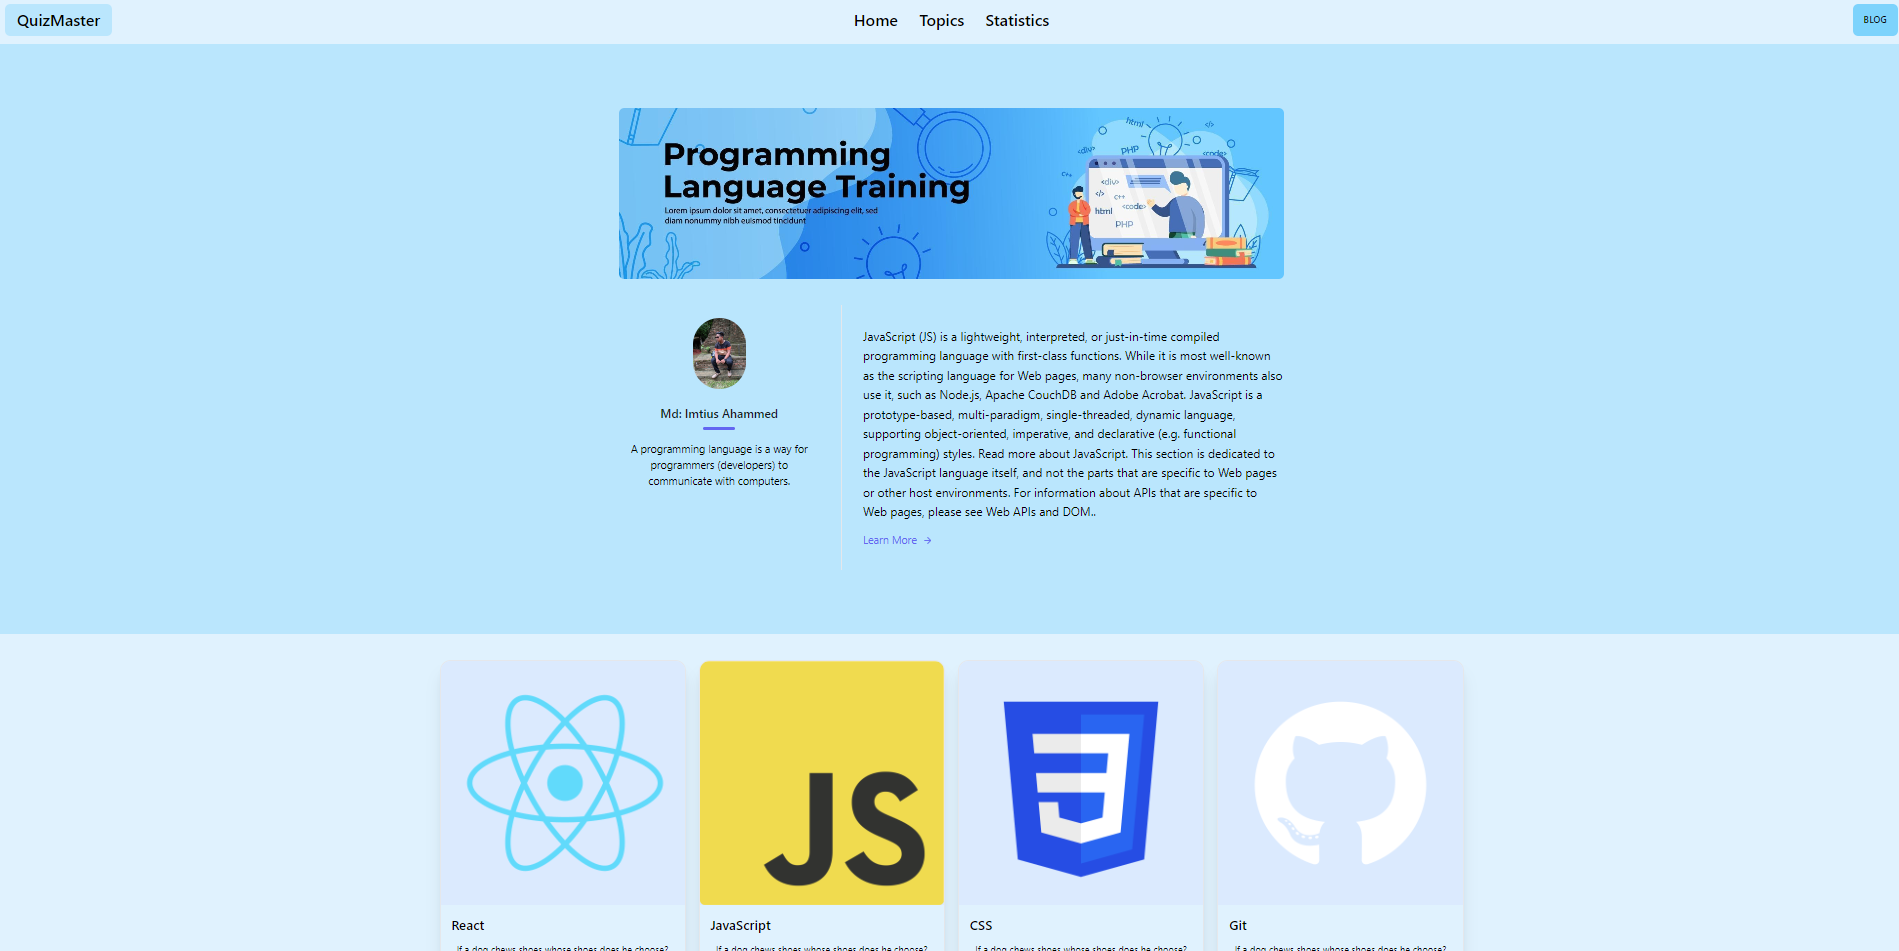 QuizMaster
Home Topics Statistics
BLOG
Programming
Language Training
Lorem ipsum dolor sit amet, consectetuer adipiscing elit, sed
diam nonummy nibh euismod tincidunt
html
</>
<div>
PHP
<code>
C++
<div>
</>
C++
<code>
html
PHP
Md: Imtius Ahammed
A programming language is a way for
programmers (developers) to
communicate with computers.
JavaScript (JS) is a lightweight, interpreted, or just-in-time compiled
programming language with first-class functions. While it is most well-known
as the scripting language for Web pages, many non-browser environments also
use it, such as Node.js, Apache CouchDB and Adobe Acrobat. JavaScript is a
prototype-based, multi-paradigm, single-threaded, dynamic language,
supporting object-oriented, imperative, and declarative (e.g. functional
programming) styles. Read more about JavaScript. This section is dedicated to
the JavaScript language itself, and not the parts that are specific to Web pages
or other host environments. For information about APIs that are specific to
Web pages, please see Web APIs and DOM..
Learn More →
JS
React
JavaScript
CSS
Git
If a dog chews shoes whose shoes does he choose?
If a dog chews shoes whose shoes does he choose?
If a dog chews shoes whose shoes does he choose?
If a dog chews shoes whose shoes does he choose?